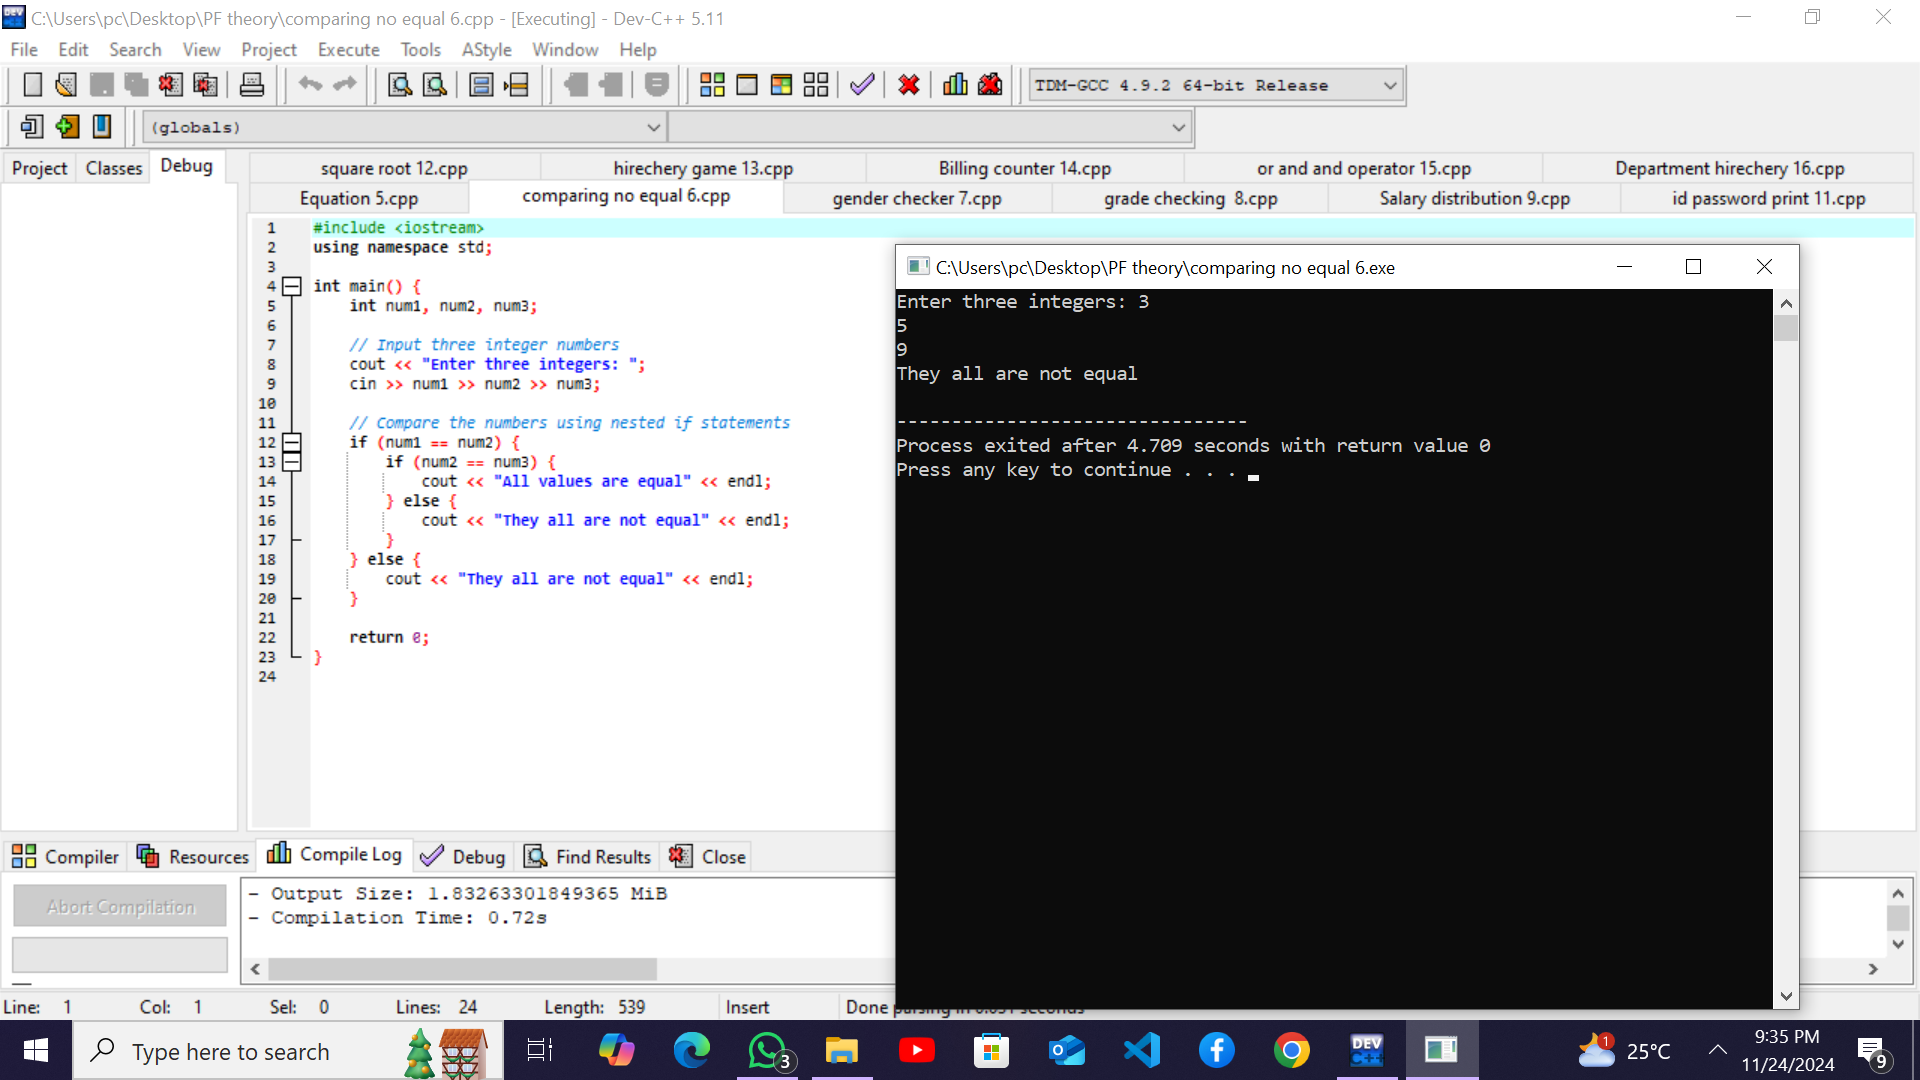 C:\Users\pc\Desktop\PF theory\comparing no equal 6.cpp - [Executing] - Dev-C++ 5.11
File Edit Search View Project Execute Tools AStyle Window Help
TDM-GCC 4.9.2 64-bit Release
(globals)
Project Classes Debug
square root 12.cpp hirechery game 13.cpp Billing counter 14.cpp or and and operator 15.cpp Department hirechery 16.cpp
Equation 5.cpp comparing no equal 6.cpp gender checker 7.cpp grade checking 8.cpp Salary distribution 9.cpp id password print 11.cpp
1 #include <iostream>
2 using namespace std;
3
4 int main() {
5 int num1, num2, num3;
6
7 // Input three integer numbers
8 cout << "Enter three integers: ";
9 cin >> num1 >> num2 >> num3;
10
11 // Compare the numbers using nested if statements
12 if (num1 == num2) {
13 if (num2 == num3) {
14 cout << "All values are equal" << endl;
15 } else {
16 cout << "They all are not equal" << endl;
17 }
18 } else {
19 cout << "They all are not equal" << endl;
20 }
21
22 return 0;
23 }
24
C:\Users\pc\Desktop\PF theory\comparing no equal 6.exe
Enter three integers: 3
5
9
They all are not equal
--------------------------------
Process exited after 4.709 seconds with return value 0
Press any key to continue . . .
Compiler Resources Compile Log Debug Find Results Close
Abort Compilation
- Output Size: 1.83263301849365 MiB
- Compilation Time: 0.72s
Line: 1 Col: 1 Sel: 0 Lines: 24 Length: 539 Insert Done parsing in seconds
Type here to search
3
DEV C++
1
25°C
9:35 PM
11/24/2024
9